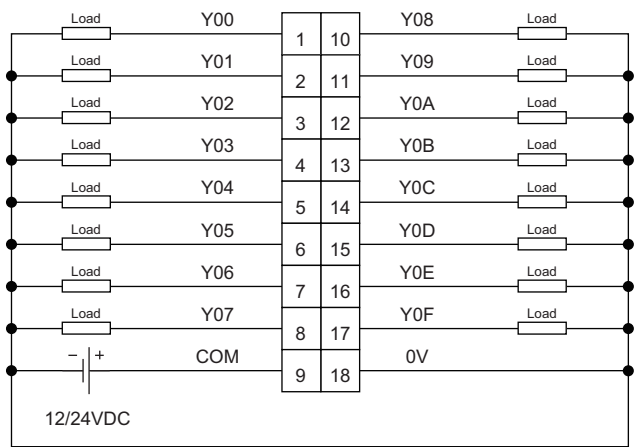 Load Y00 1 10 Y08 Load
Load Y01 2 11 Y09 Load
Load Y02 3 12 Y0A Load
Load Y03 4 13 Y0B Load
Load Y04 5 14 Y0C Load
Load Y05 6 15 Y0D Load
Load Y06 7 16 Y0E Load
Load Y07 8 17 Y0F Load
− + COM 9 18 0V
12/24VDC